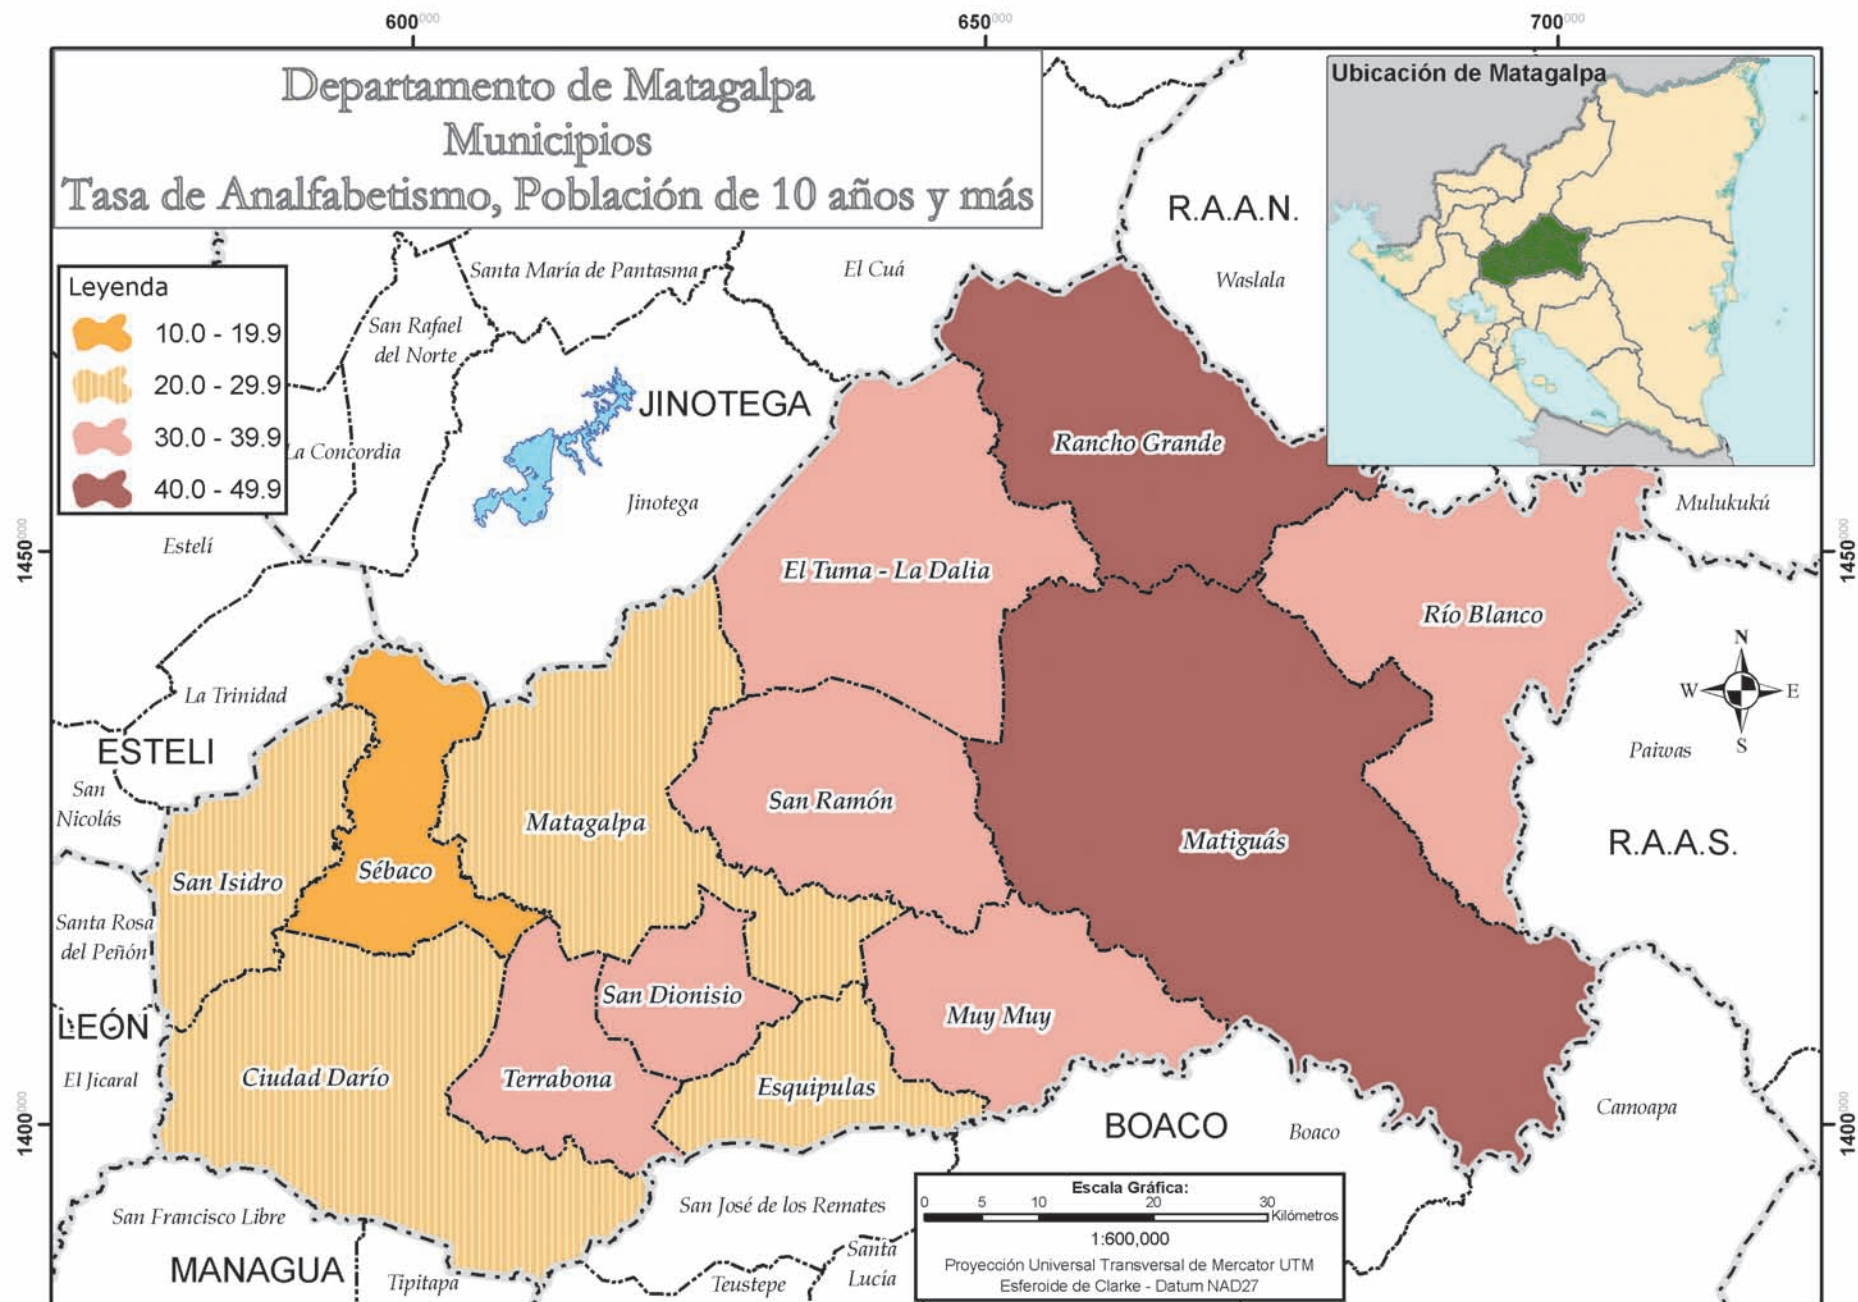 600000
650000
700000
Departamento de Matagalpa
Municipios
Tasa de Analfabetismo, Población de 10 años y más
Ubicación de Matagalpa
R.A.A.N.
Waslala
El Cuá
Santa María de Pantasma
Leyenda
10.0 - 19.9
20.0 - 29.9
30.0 - 39.9
40.0 - 49.9
San Rafael
del Norte
La Concordia
JINOTEGA
Jinotega
Rancho Grande
Mulukukú
Estelí
1450000
1450000
El Tuma - La Dalia
Río Blanco
N
W
E
S
La Trinidad
ESTELI
San
Nicolás
Paiwas
San Ramón
Matagalpa
Matiguás
R.A.A.S.
Sébaco
San Isidro
Santa Rosa
del Peñón
San Dionisio
Muy Muy
LEÓN
El Jicaral
Ciudad Darío
Terrabona
Esquipulas
1400000
1400000
BOACO
Boaco
Camoapa
San Francisco Libre
San José de los Remates
MANAGUA
Tipitapa
Teustepe
Santa
Lucía
Escala Gráfica:
0 5 10 20 30
Kilómetros
1:600,000
Proyección Universal Transversal de Mercator UTM
Esferoide de Clarke - Datum NAD27